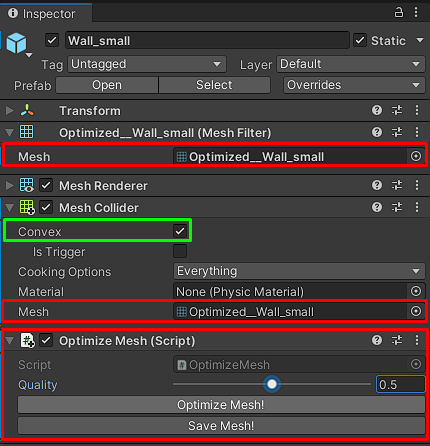 Inspector
Wall_small Static
Tag Untagged Layer Default
Prefab Open Select Overrides
Transform
Optimized__Wall_small (Mesh Filter)
Mesh Optimized__Wall_small
Mesh Renderer
Mesh Collider
Convex
Is Trigger
Cooking Options Everything
Material None (Physic Material)
Mesh Optimized__Wall_small
Optimize Mesh (Script)
Script OptimizeMesh
Quality 0.5
Optimize Mesh!
Save Mesh!